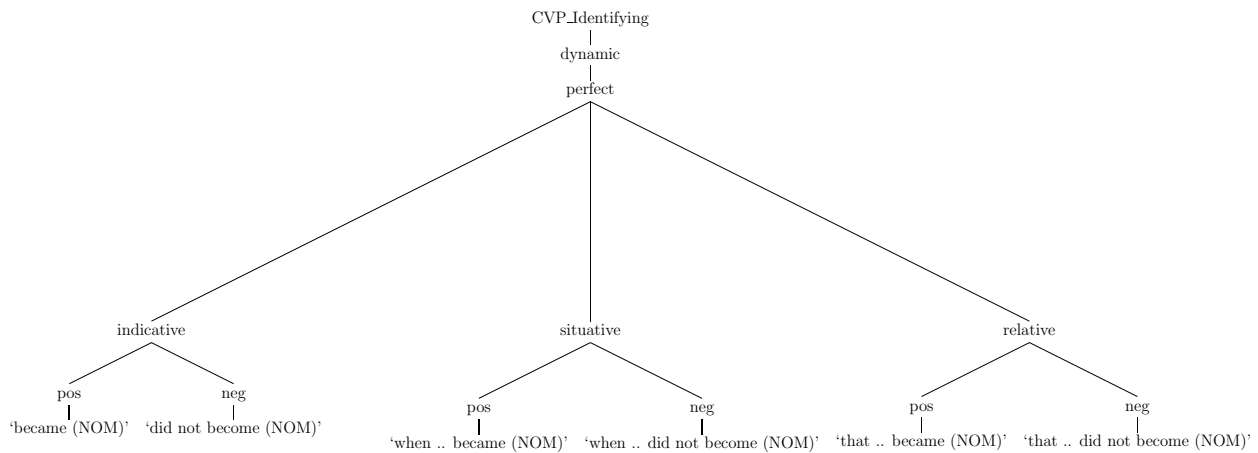 CVP_Identifying
dynamic
perfect
indicative situative relative
pos neg pos neg pos neg
‘became (NOM)’ ‘did not become (NOM)’ ‘when .. became (NOM)’ ‘when .. did not become (NOM)’ ‘that .. became (NOM)’ ‘that .. did not become (NOM)’